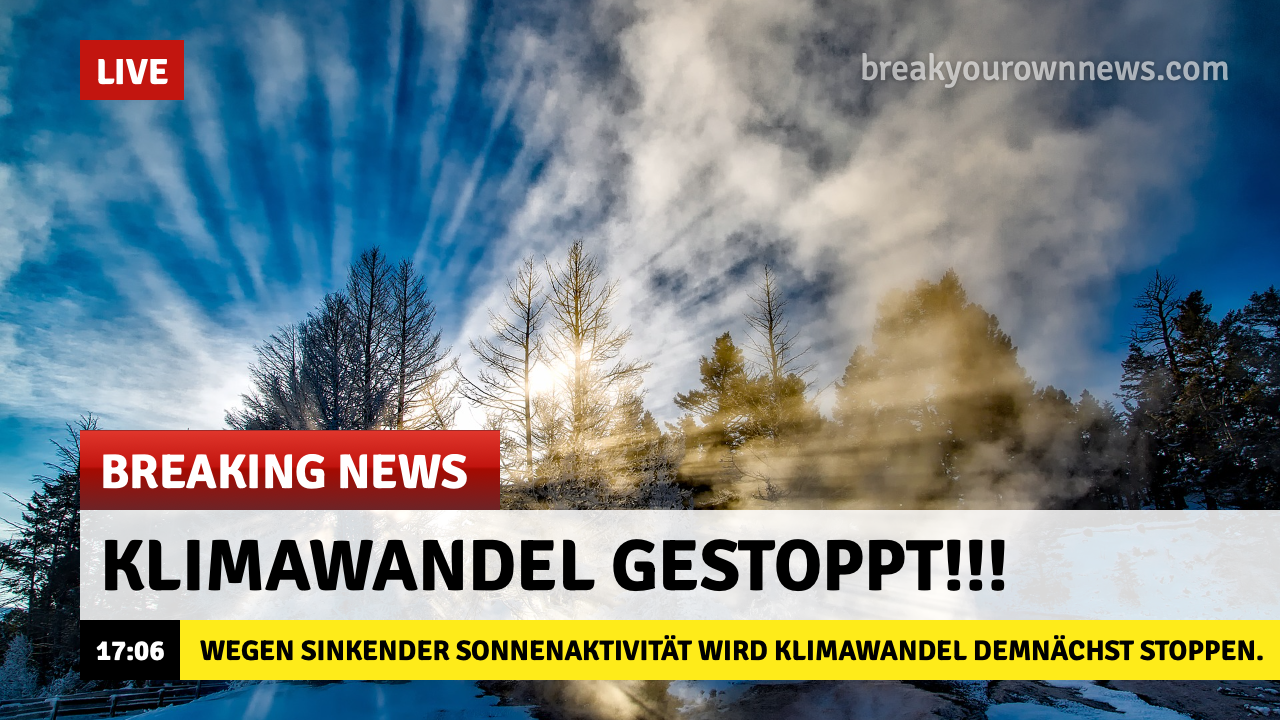 LIVE
breakyourownnews.com
BREAKING NEWS
KLIMAWANDEL GESTOPPT!!!
17:06 WEGEN SINKENDER SONNENAKTIVITÄT WIRD KLIMAWANDEL DEMNÄCHST STOPPEN.